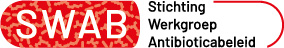 SWAB
Stichting
Werkgroep
Antibioticabeleid